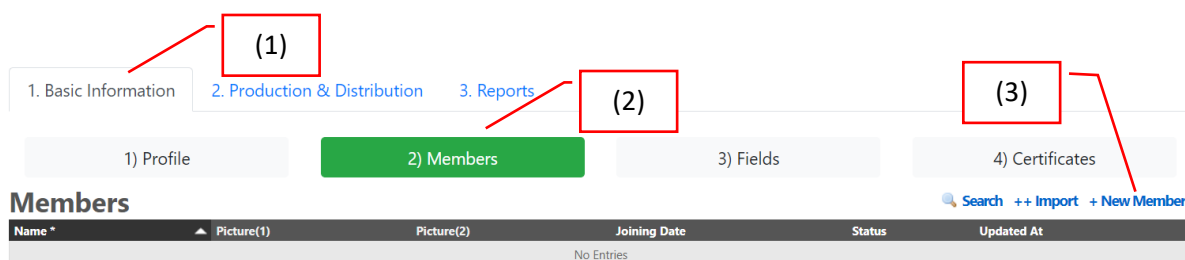 (1)
1. Basic Information 2. Production & Distribution 3. Reports
(2)
(3)
1) Profile 2) Members 3) Fields 4) Certificates
Members
Search ++ Import + New Member
Name * Picture(1) Picture(2) Joining Date Status Updated At
No Entries